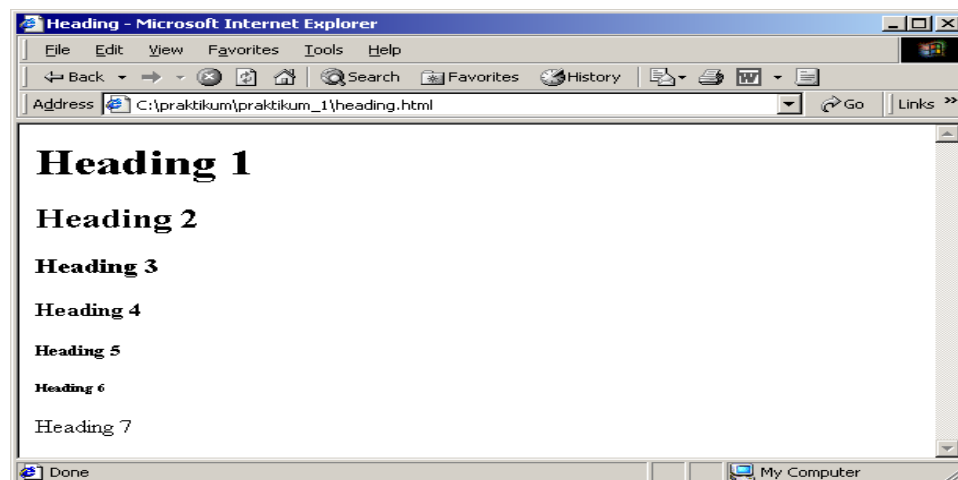 Heading - Microsoft Internet Explorer
File Edit View Favorites Tools Help
Back Search Favorites History
Address C:\praktikum\praktikum_1\heading.html Go Links »
Heading 1
Heading 2
Heading 3
Heading 4
Heading 5
Heading 6
Heading 7
Done My Computer